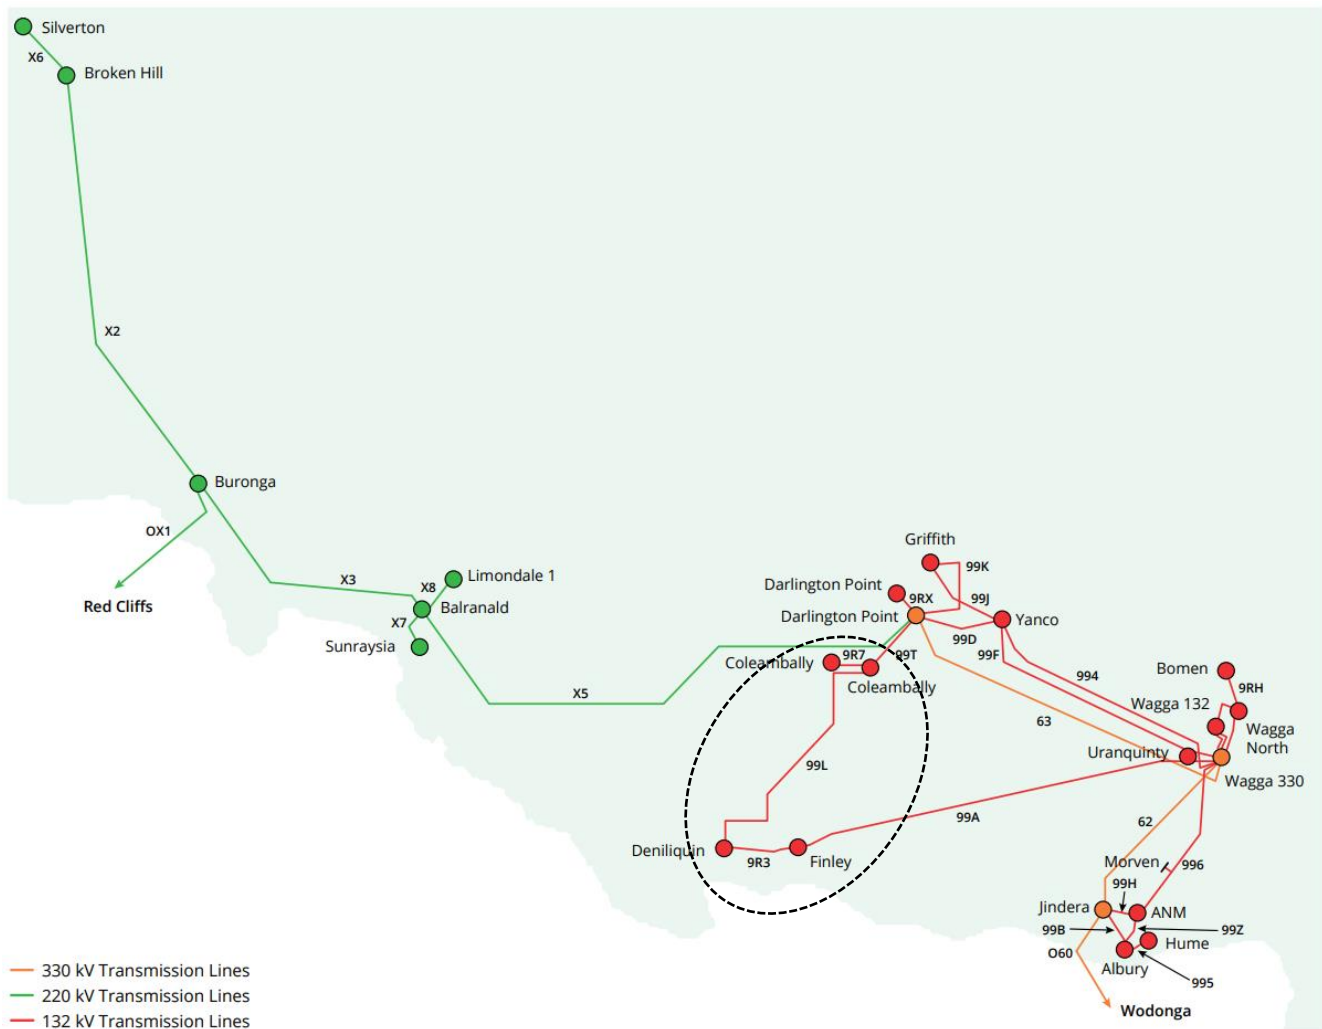 Silverton
X6
Broken Hill
X2
Buronga
OX1
Red Cliffs
X3
X8
Limondale 1
Balranald
X7
Sunraysia
X5
Griffith
99K
Darlington Point
9RX
99J
Darlington Point
Yanco
99D
99F
99T
9R7
Coleambally
Coleambally
994
Bomen
9RH
Wagga 132
Wagga
North
63
Uranquinty
Wagga 330
99L
99A
62
Deniliquin
9R3
Finley
Morven
996
99H
Jindera
ANM
99B
99Z
Hume
O60
Albury
995
Wodonga
330 kV Transmission Lines
220 kV Transmission Lines
132 kV Transmission Lines